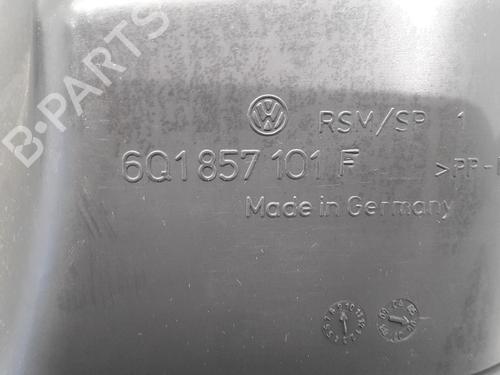 B-PARTS
RSM/SP 1
6Q1 857 101 F
>PP-
Made in Germany